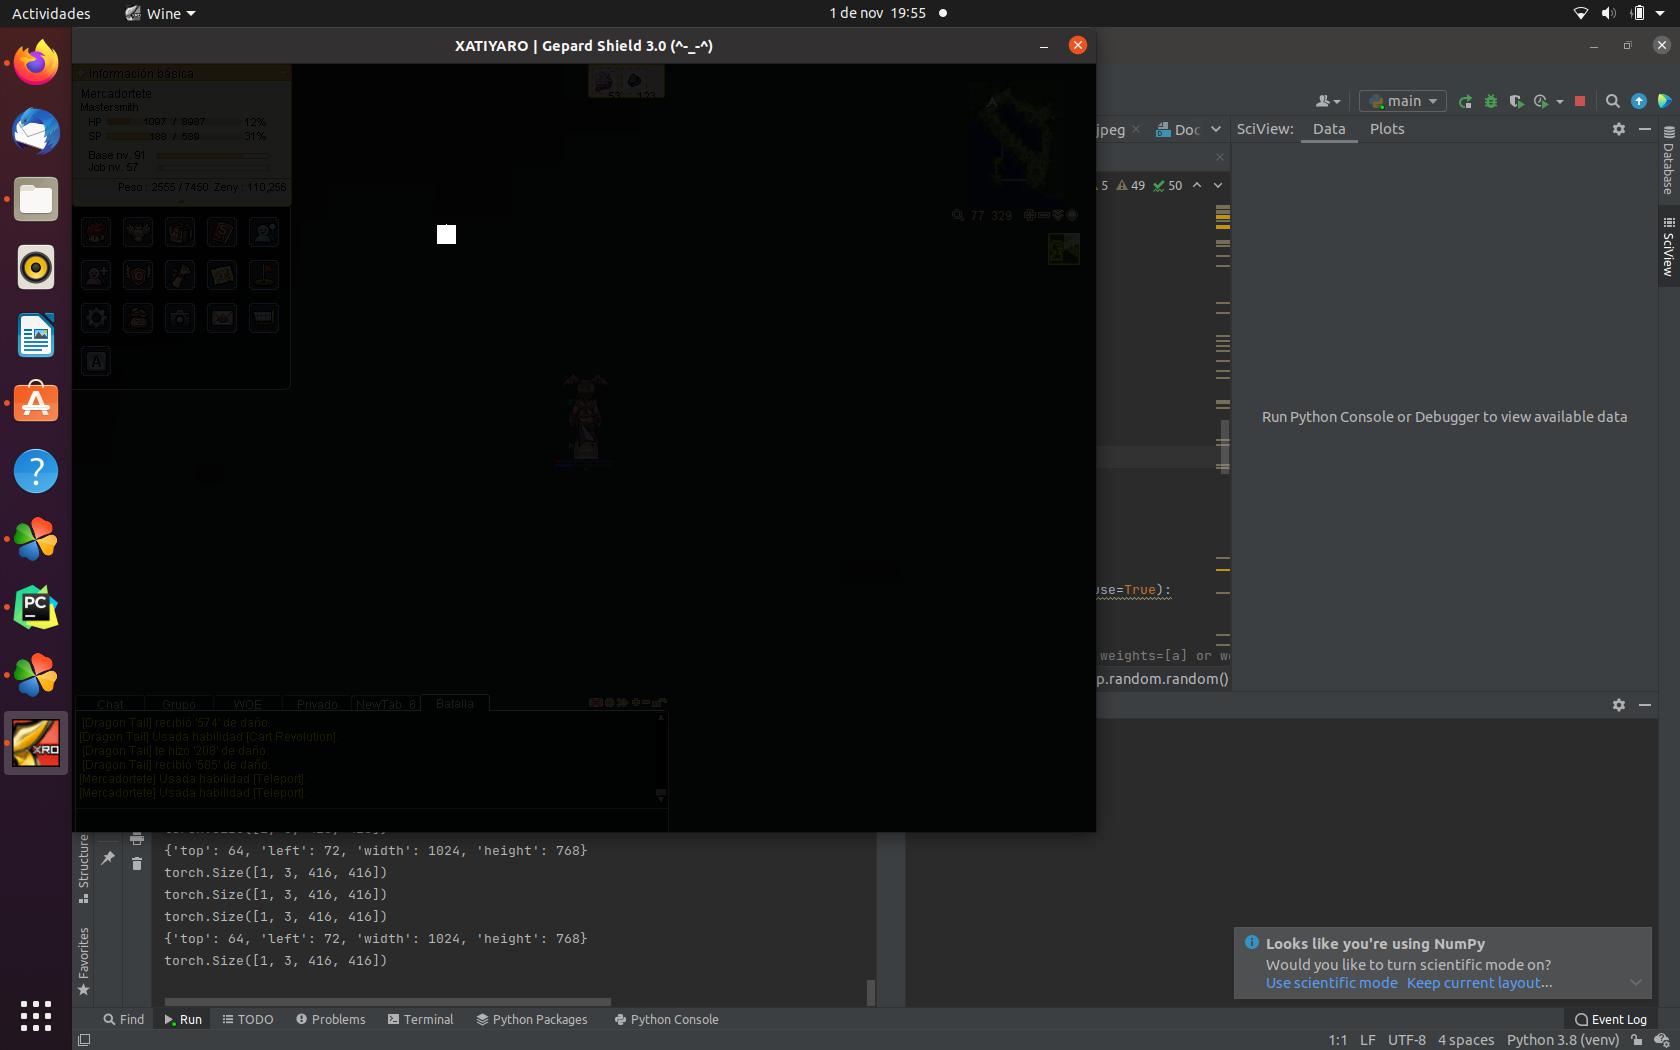 Actividades
Wine
1 de nov 19:55
XATIYARO | Gepard Shield 3.0 (^-_-^)
Información básica
Mercadortete
Mastersmith
HP 1097 / 8987 12%
SP 188 / 589 31%
Base nv. 91
Job nv. 57
Peso : 2555 / 7450 Zeny : 110,256
53 123
77 329
A
Chat Grupo WOE Privado NewTab_6 Batalla
[Dragon Tail] recibió '574' de daño.
[Dragon Tail] Usada habilidad [Cart Revolution]
[Dragon Tail] te hizo '208' de daño.
[Dragon Tail] recibió '585' de daño.
[Mercadortete] Usada habilidad [Teleport]
[Mercadortete] Usada habilidad [Teleport]
main
jpeg
Doc
SciView: Data Plots
5 49 50
Database
SciView
Run Python Console or Debugger to view available data
use=True):
weights=[a] or we
p.random.random()
PC
XRO
Structure
Favorites
{'top': 64, 'left': 72, 'width': 1024, 'height': 768}
torch.Size([1, 3, 416, 416])
torch.Size([1, 3, 416, 416])
torch.Size([1, 3, 416, 416])
{'top': 64, 'left': 72, 'width': 1024, 'height': 768}
torch.Size([1, 3, 416, 416])
Looks like you're using NumPy
Would you like to turn scientific mode on?
Use scientific mode Keep current layout...
Find Run TODO Problems Terminal Python Packages Python Console
Event Log
1:1 LF UTF-8 4 spaces Python 3.8 (venv)